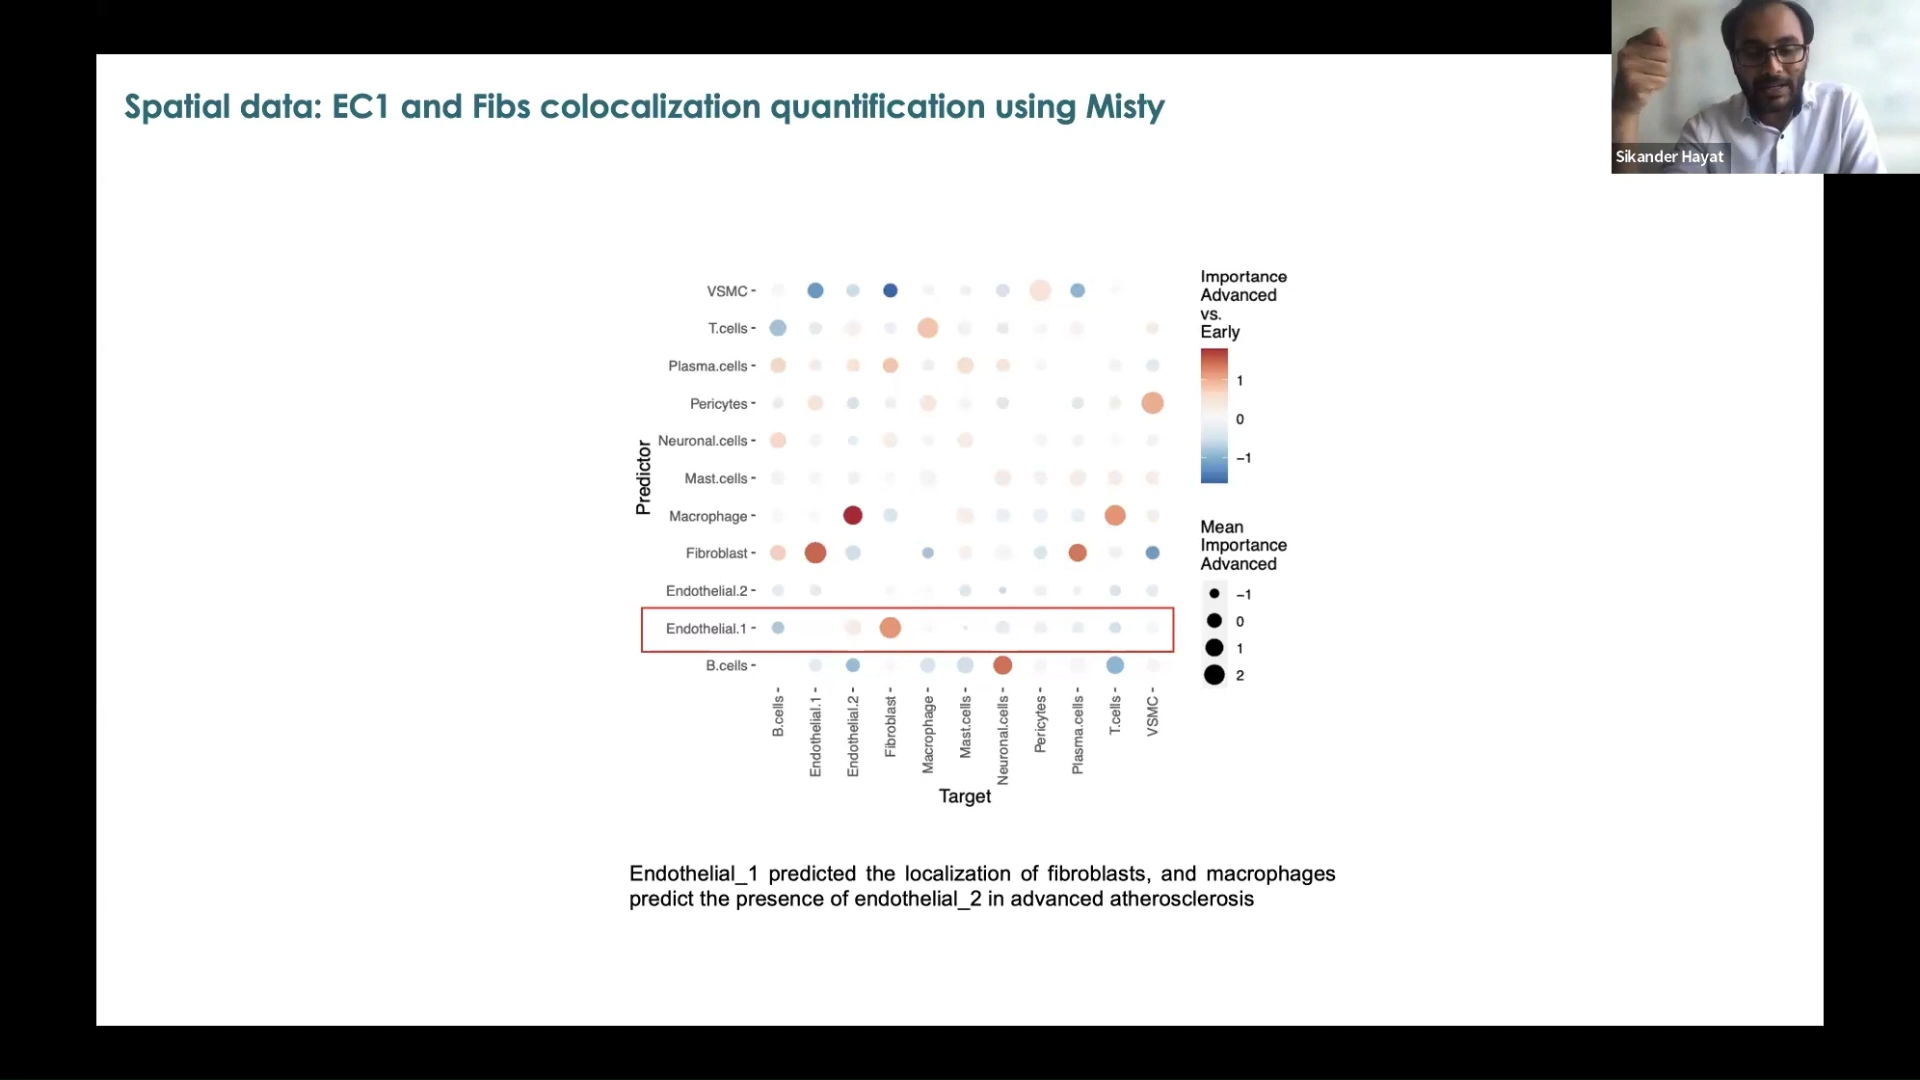 Spatial data: EC1 and Fibs colocalization quantification using Misty
Sikander Hayat
Predictor
VSMC
T.cells
Plasma.cells
Pericytes
Neuronal.cells
Mast.cells
Macrophage
Fibroblast
Endothelial.2
Endothelial.1
B.cells
B.cells
Endothelial.1
Endothelial.2
Fibroblast
Macrophage
Mast.cells
Neuronal.cells
Pericytes
Plasma.cells
T.cells
VSMC
Target
Importance
Advanced
vs.
Early
1
0
−1
Mean
Importance
Advanced
−1
0
1
2
Endothelial_1 predicted the localization of fibroblasts, and macrophages
predict the presence of endothelial_2 in advanced atherosclerosis